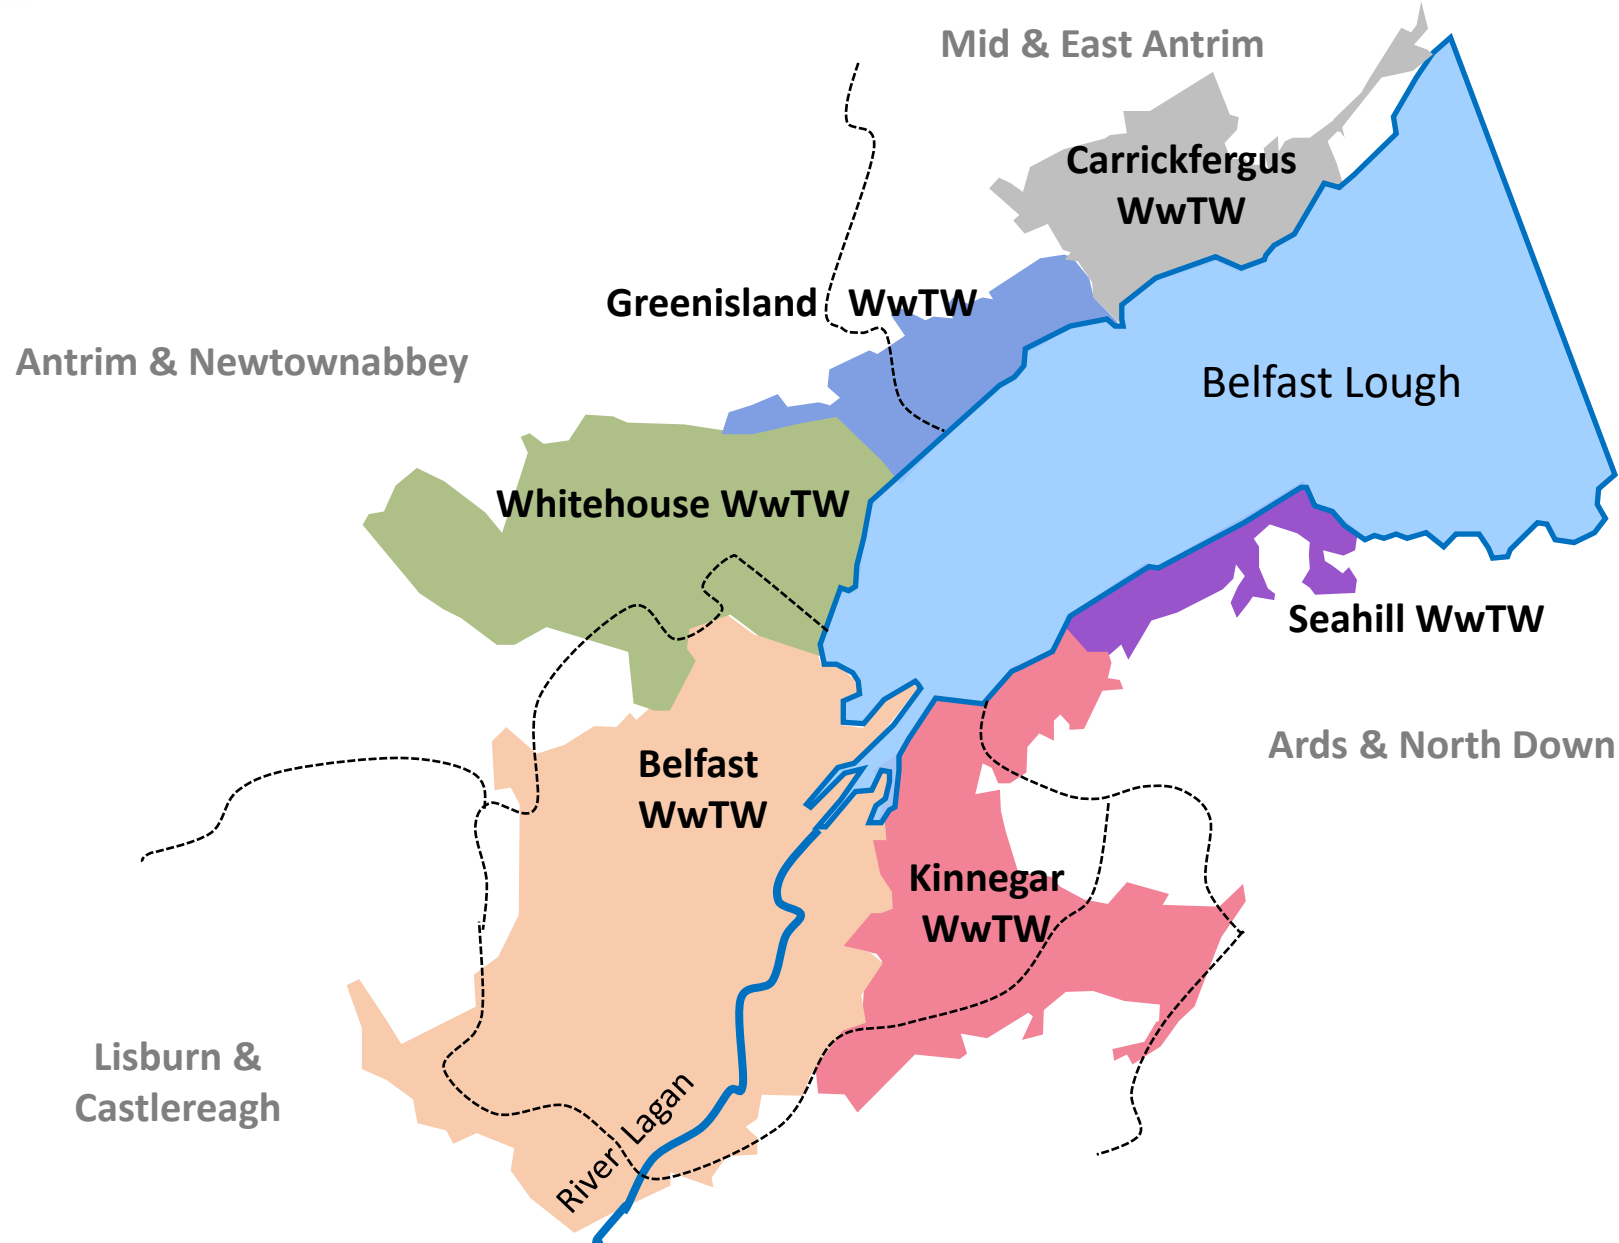 Mid & East Antrim
Carrickfergus
WwTW
Greenisland WwTW
Antrim & Newtownabbey
Belfast Lough
Whitehouse WwTW
Seahill WwTW
Ards & North Down
Belfast
WwTW
Kinnegar
WwTW
Lisburn &
Castlereagh
River Lagan